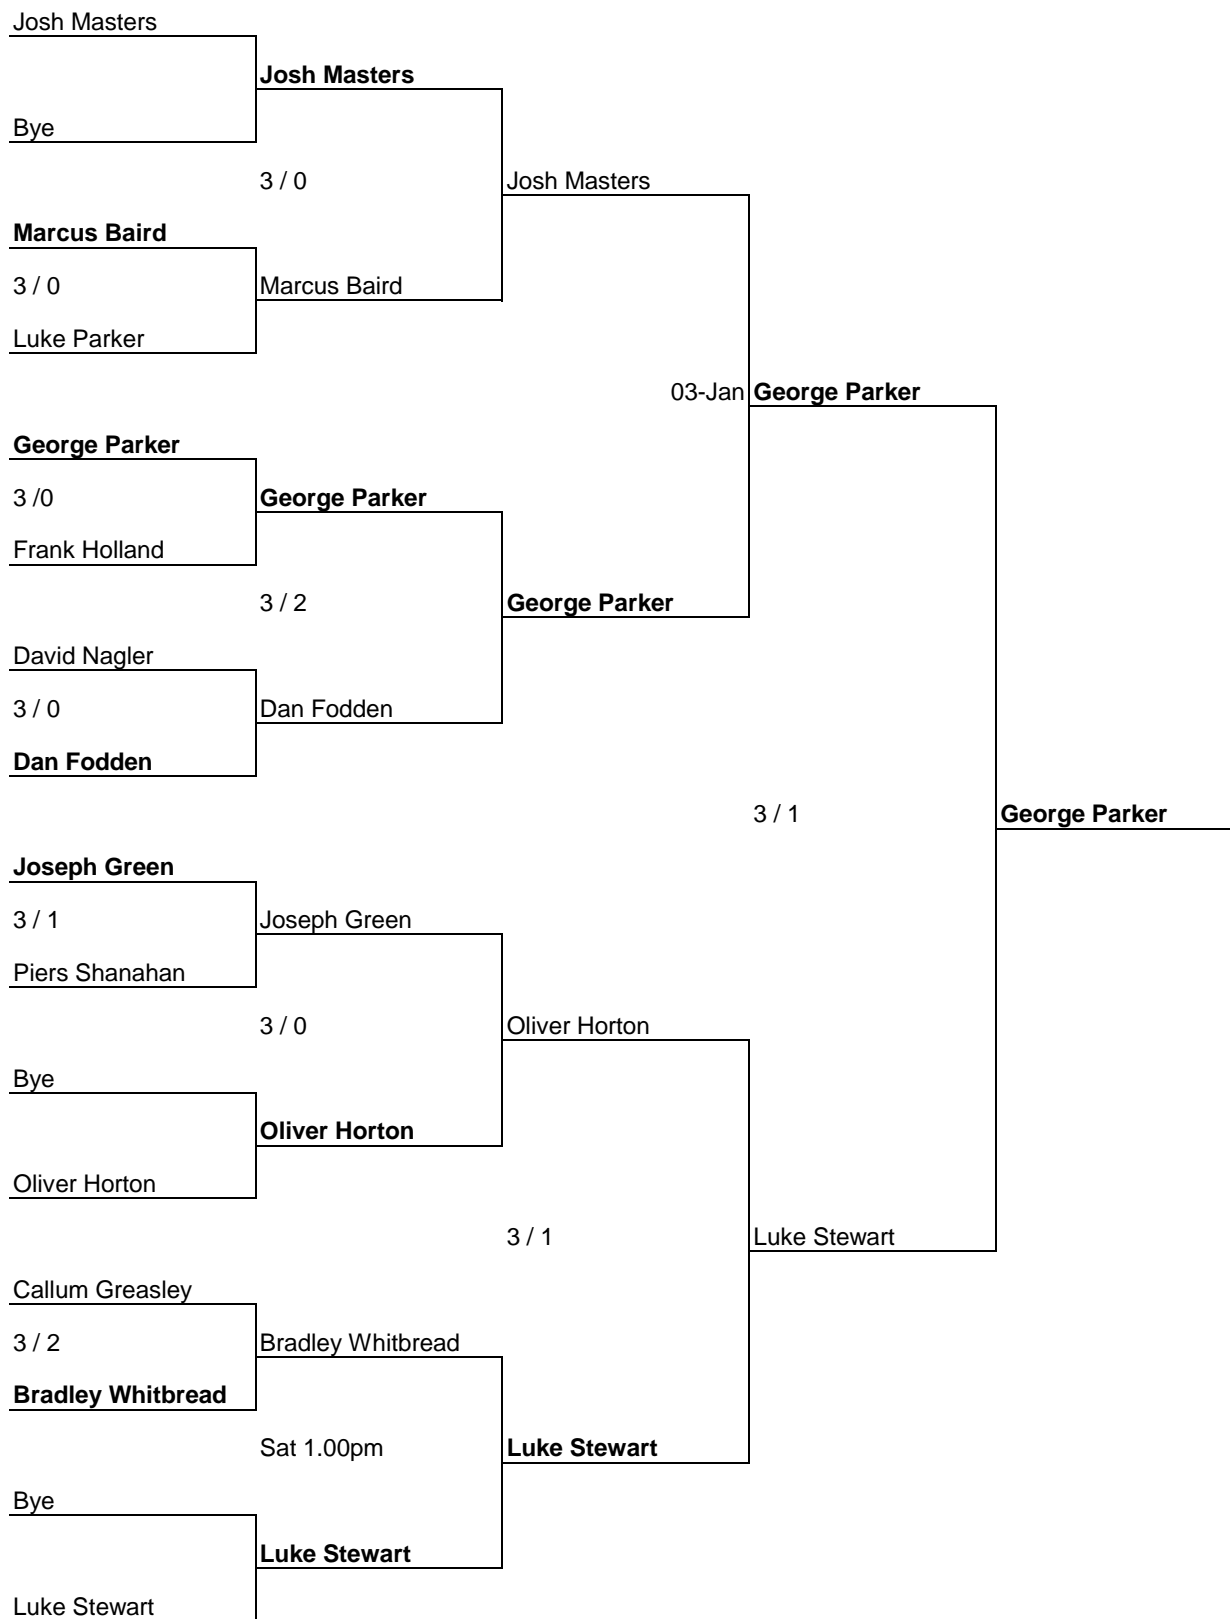 Josh Masters
Josh Masters
Bye
3 / 0
Josh Masters
Marcus Baird
3 / 0
Marcus Baird
Luke Parker
03-Jan
George Parker
George Parker
3 /0
George Parker
Frank Holland
3 / 2
George Parker
David Nagler
3 / 0
Dan Fodden
Dan Fodden
3 / 1
George Parker
Joseph Green
3 / 1
Joseph Green
Piers Shanahan
3 / 0
Oliver Horton
Bye
Oliver Horton
Oliver Horton
3 / 1
Luke Stewart
Callum Greasley
3 / 2
Bradley Whitbread
Bradley Whitbread
Sat 1.00pm
Luke Stewart
Bye
Luke Stewart
Luke Stewart